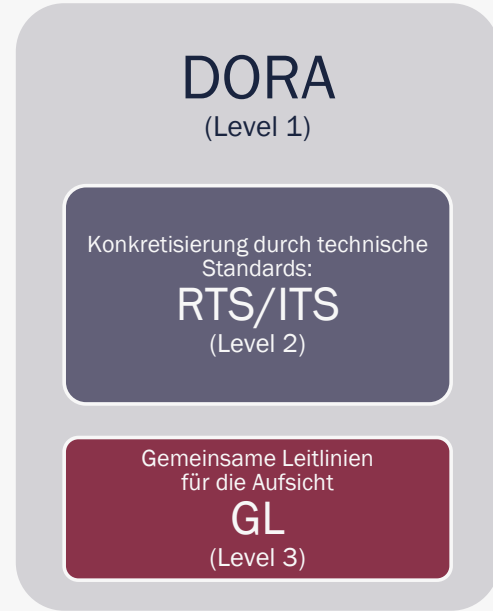 DORA
(Level 1)
Konkretisierung durch technische
Standards:
RTS/ITS
(Level 2)
Gemeinsame Leitlinien
für die Aufsicht
GL
(Level 3)